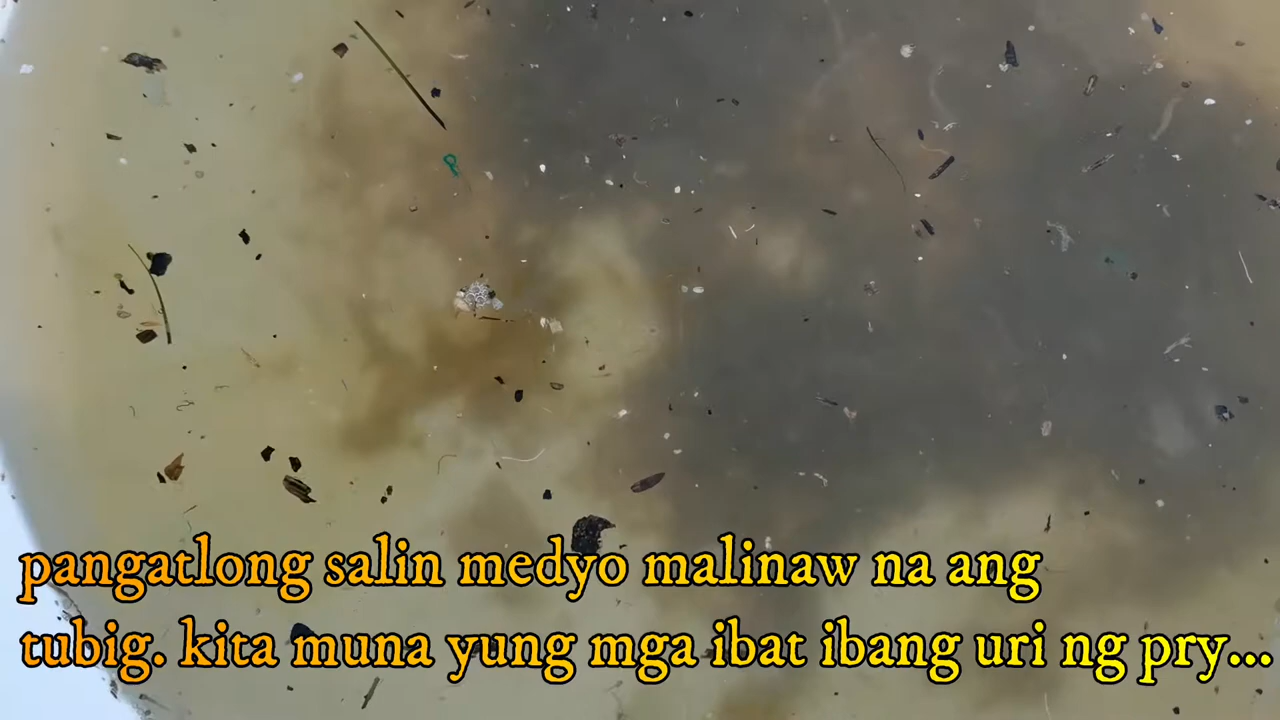 pangatlong salin medyo malinaw na ang
tubig. kita muna yung mga ibat ibang uri ng pry...